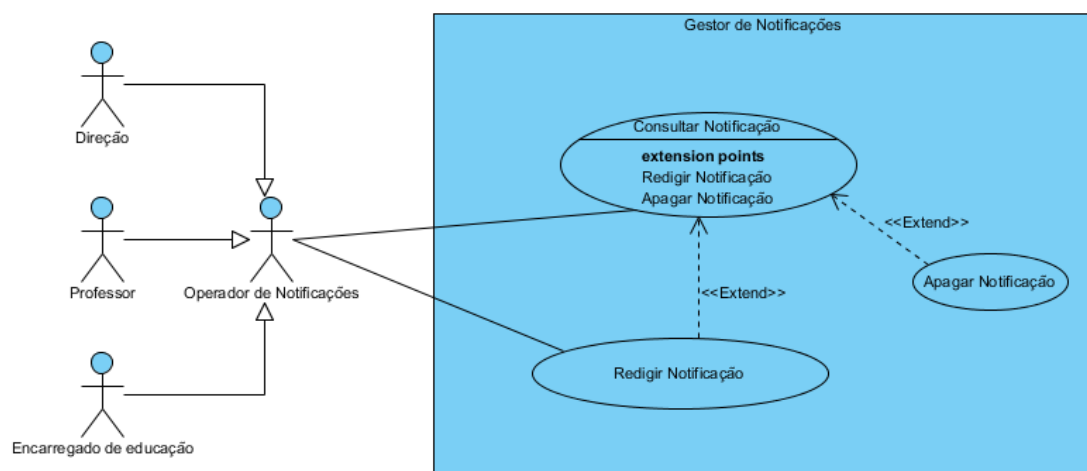 Gestor de Notificações
Direção
Consultar Notificação
extension points
Redigir Notificação
Apagar Notificação
<<Extend>>
Professor
Operador de Notificações
Apagar Notificação
<<Extend>>
Redigir Notificação
Encarregado de educação